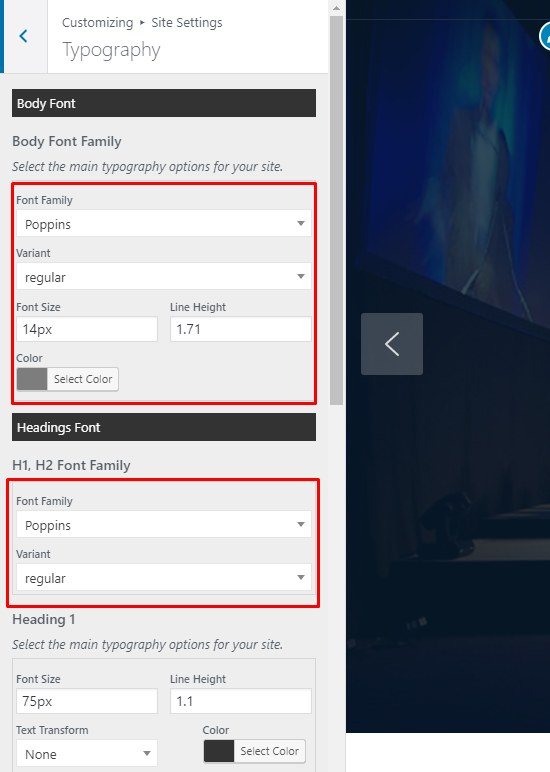 Customizing ▸ Site Settings
Typography
Body Font
Body Font Family
Select the main typography options for your site.
Font Family
Poppins
Variant
regular
Font Size Line Height
14px 1.71
Color
Select Color
Headings Font
H1, H2 Font Family
Font Family
Poppins
Variant
regular
Heading 1
Select the main typography options for your site.
Font Size Line Height
75px 1.1
Text Transform Color
None Select Color